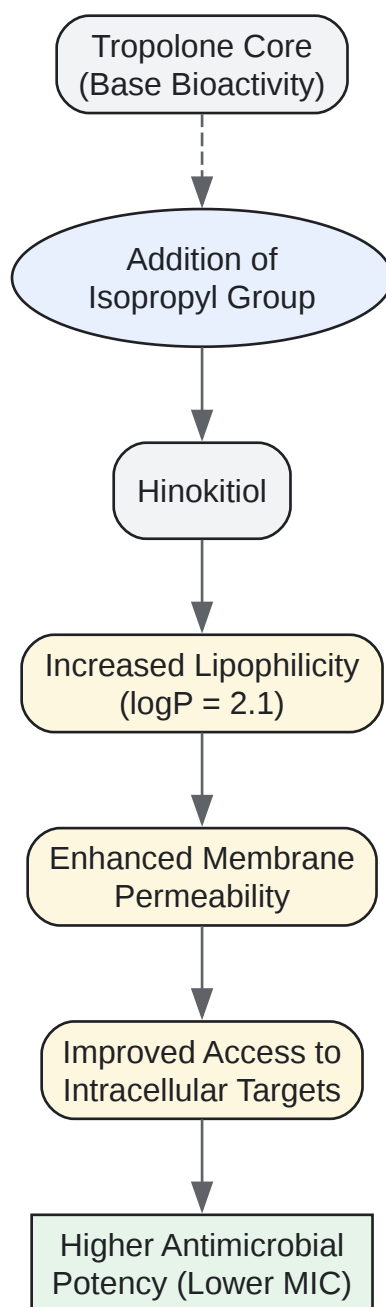 Tropolone Core
(Base Bioactivity)
Addition of
Isopropyl Group
Hinokitiol
Increased Lipophilicity
(logP = 2.1)
Enhanced Membrane
Permeability
Improved Access to
Intracellular Targets
Higher Antimicrobial
Potency (Lower MIC)